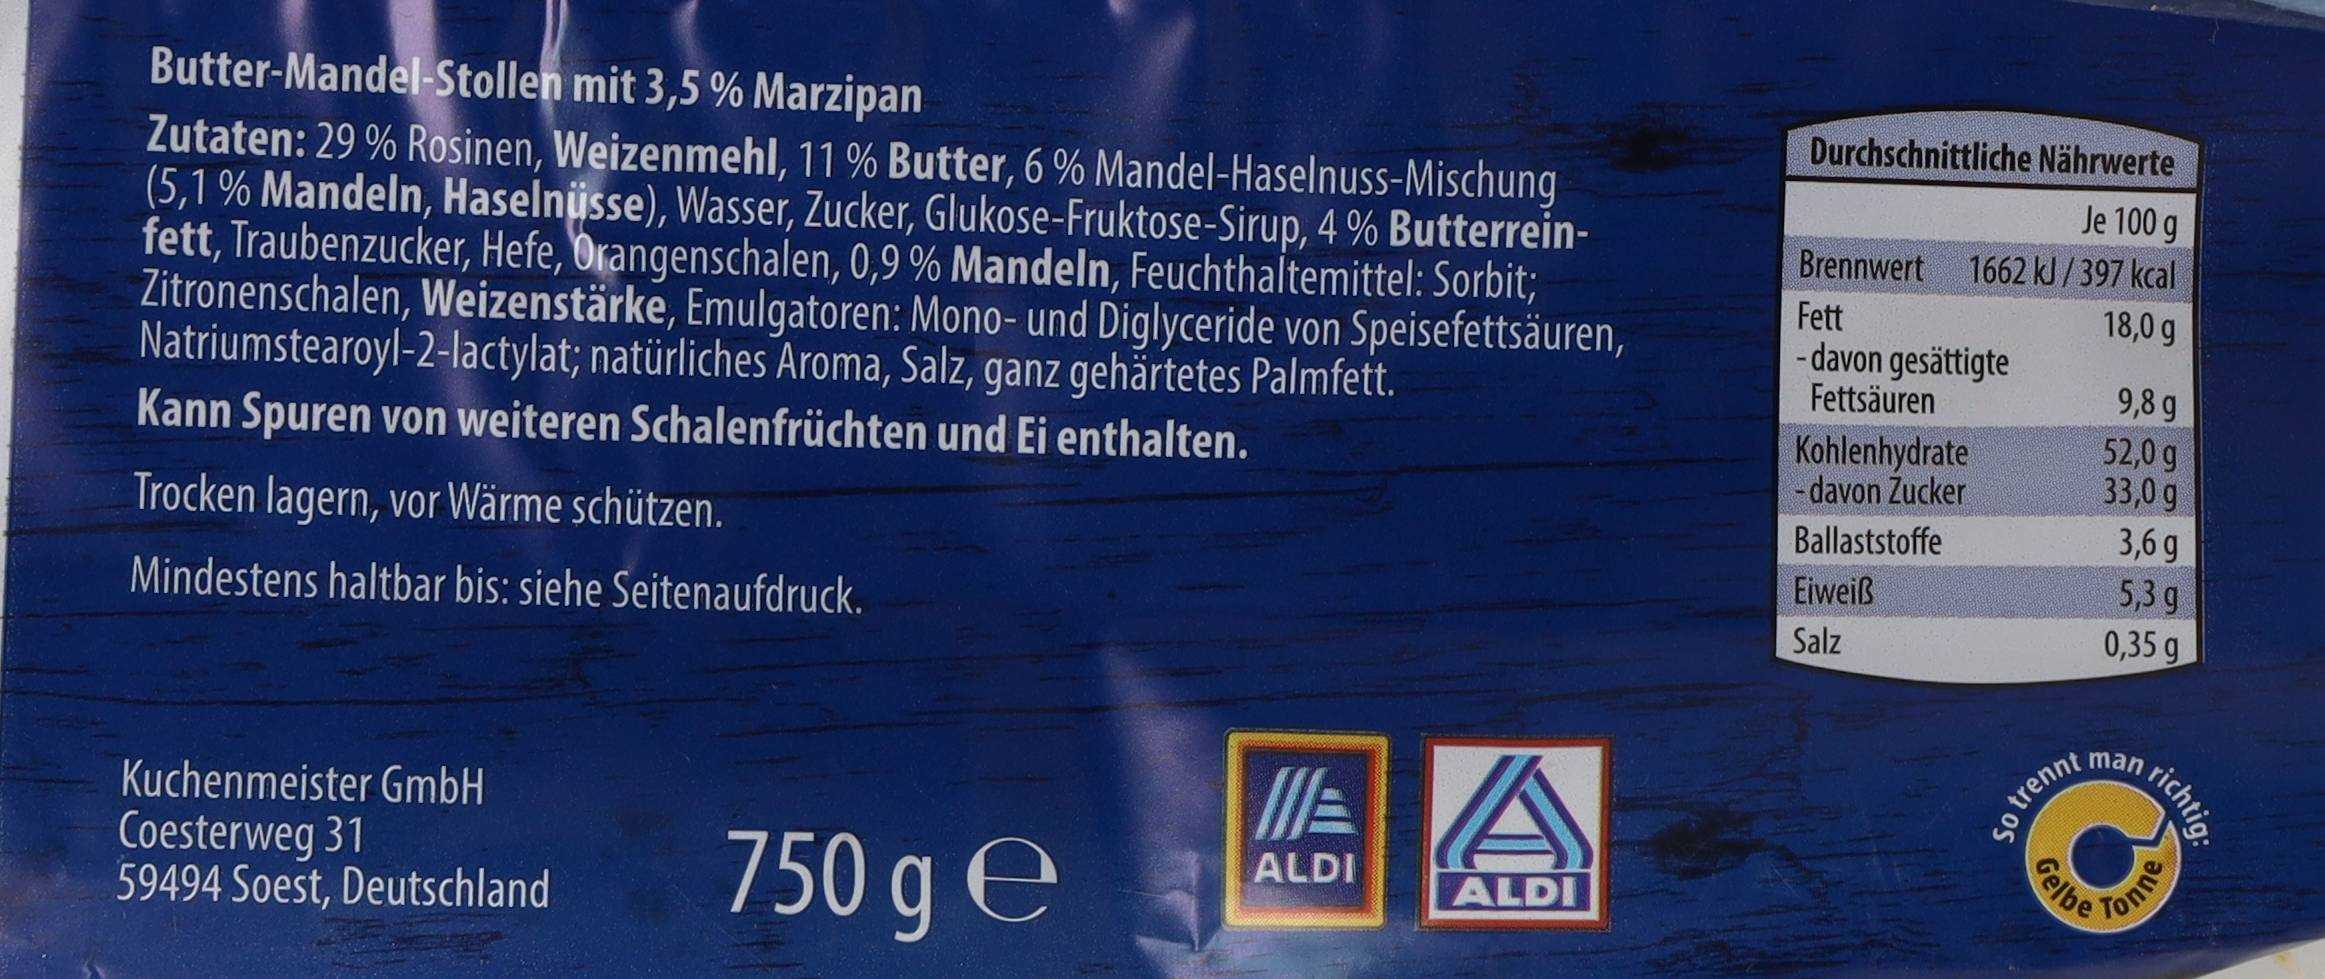 Butter-Mandel-Stollen mit 3,5 % Marzipan
Zutaten: 29 % Rosinen, Weizenmehl, 11 % Butter, 6 % Mandel-Haselnuss-Mischung
(5,1 % Mandeln, Haselnüsse), Wasser, Zucker, Glukose-Fruktose-Sirup, 4 % Butterrein-
fett, Traubenzucker, Hefe, Orangenschalen, 0,9 % Mandeln, Feuchthaltemittel: Sorbit;
Zitronenschalen, Weizenstärke, Emulgatoren: Mono- und Diglyceride von Speisefettsäuren,
Natriumstearoyl-2-lactylat; natürliches Aroma, Salz, ganz gehärtetes Palmfett.
Kann Spuren von weiteren Schalenfrüchten und Ei enthalten.
Trocken lagern, vor Wärme schützen.
Mindestens haltbar bis: siehe Seitenaufdruck.
Kuchenmeister GmbH
Coesterweg 31
59494 Soest, Deutschland
750 g e
ALDI
ALDI
Durchschnittliche Nährwerte
Je 100 g
Brennwert 1662 kJ / 397 kcal
Fett 18,0 g
- davon gesättigte
Fettsäuren 9,8 g
Kohlenhydrate 52,0 g
- davon Zucker 33,0 g
Ballaststoffe 3,6 g
Eiweiß 5,3 g
Salz 0,35 g
So trennt man richtig:
Gelbe Tonne